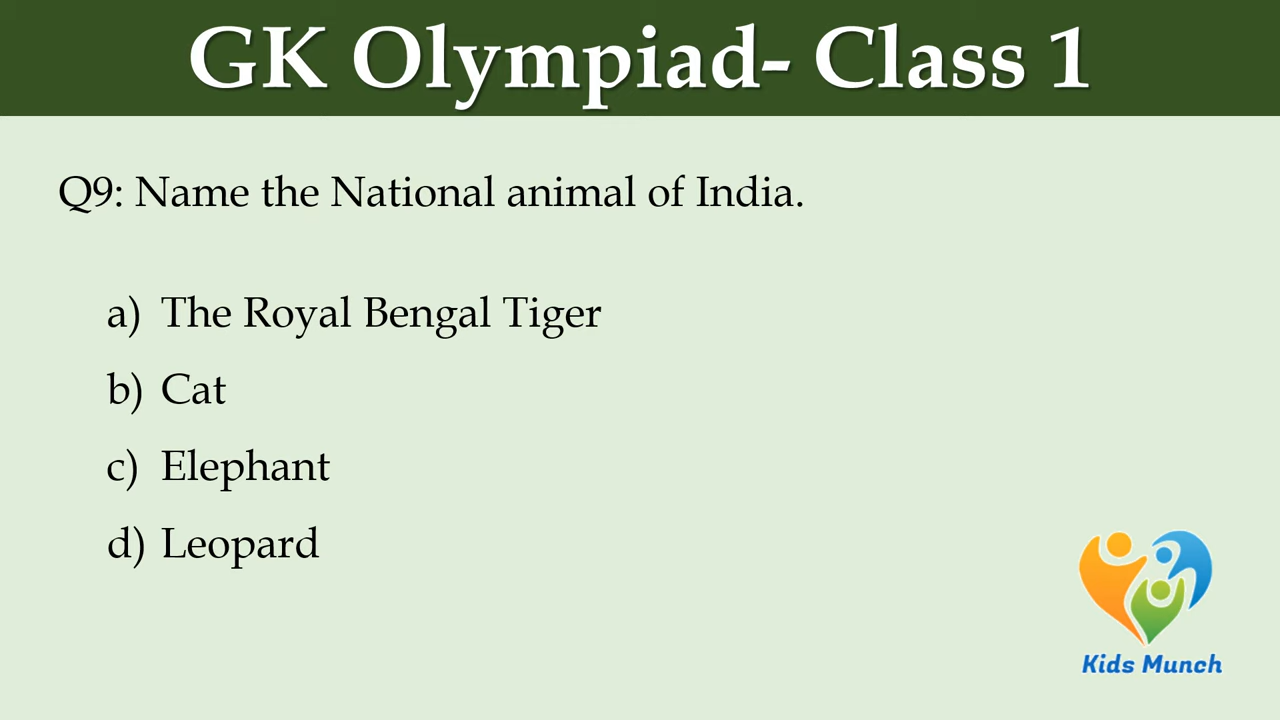 GK Olympiad- Class 1
Q9: Name the National animal of India.
a) The Royal Bengal Tiger
b) Cat
c) Elephant
d) Leopard
Kids Munch